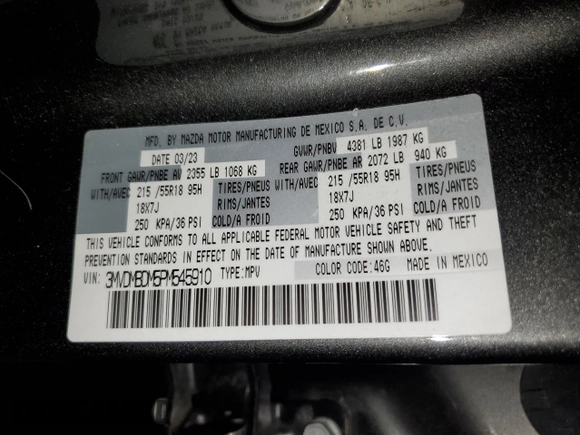 MFD. BY MAZDA MOTOR MANUFACTURING DE MEXICO S.A. DE C.V.
DATE 03/23 GVWR/PNBV 4381 LB 1987 KG
FRONT GAWR/PNBE AV 2355 LB 1068 KG REAR GAWR/PNBE AR 2072 LB 940 KG
WITH/AVEC 215 /55R18 95H TIRES/PNEUS WITH/AVEC 215 /55R18 95H TIRES/PNEUS
18X7J RIMS/JANTES 18X7J RIMS/JANTES
250 KPA/36 PSI COLD/A FROID 250 KPA/36 PSI COLD/A FROID
THIS VEHICLE CONFORMS TO ALL APPLICABLE FEDERAL MOTOR VEHICLE SAFETY AND THEFT
PREVENTION STANDARDS IN EFFECT ON THE DATE OF MANUFACTURE SHOWN ABOVE.
VIN: 3MVDMBDM5PM545910 TYPE:MPV COLOR CODE:46G MADE IN MEXICO